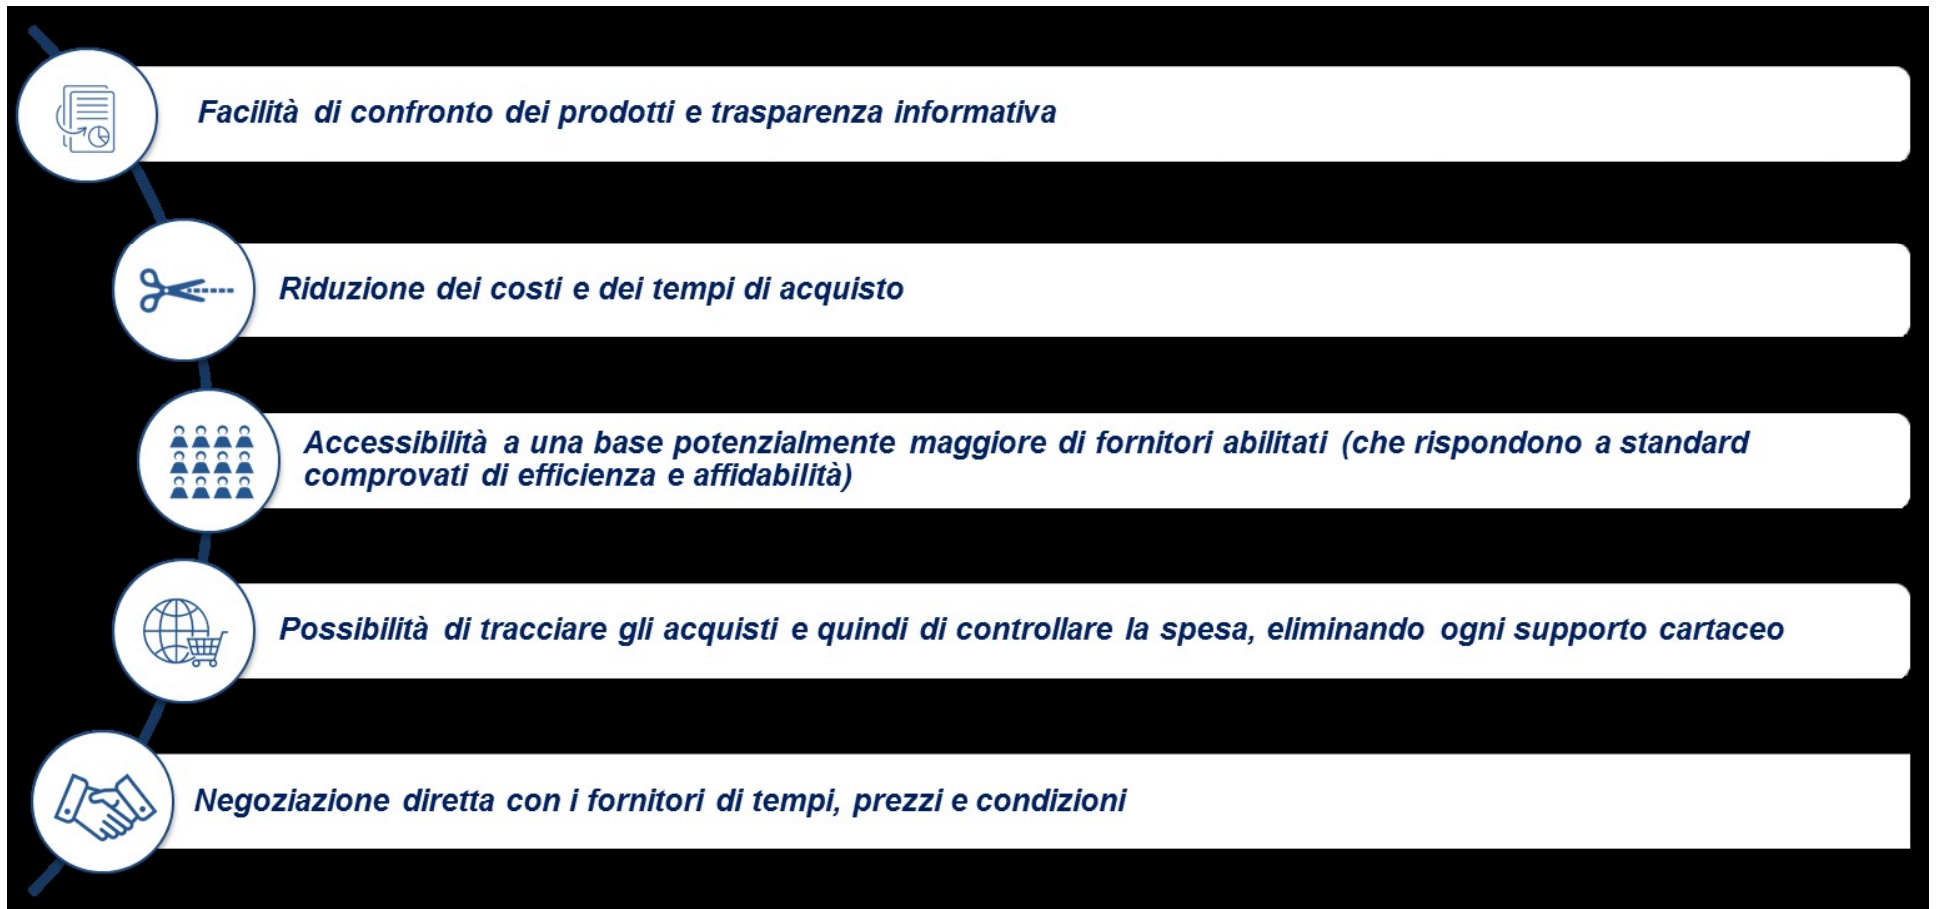 Facilità di confronto dei prodotti e trasparenza informativa
Riduzione dei costi e dei tempi di acquisto
Accessibilità a una base potenzialmente maggiore di fornitori abilitati (che rispondono a standard
comprovati di efficienza e affidabilità)
Possibilità di tracciare gli acquisti e quindi di controllare la spesa, eliminando ogni supporto cartaceo
Negoziazione diretta con i fornitori di tempi, prezzi e condizioni